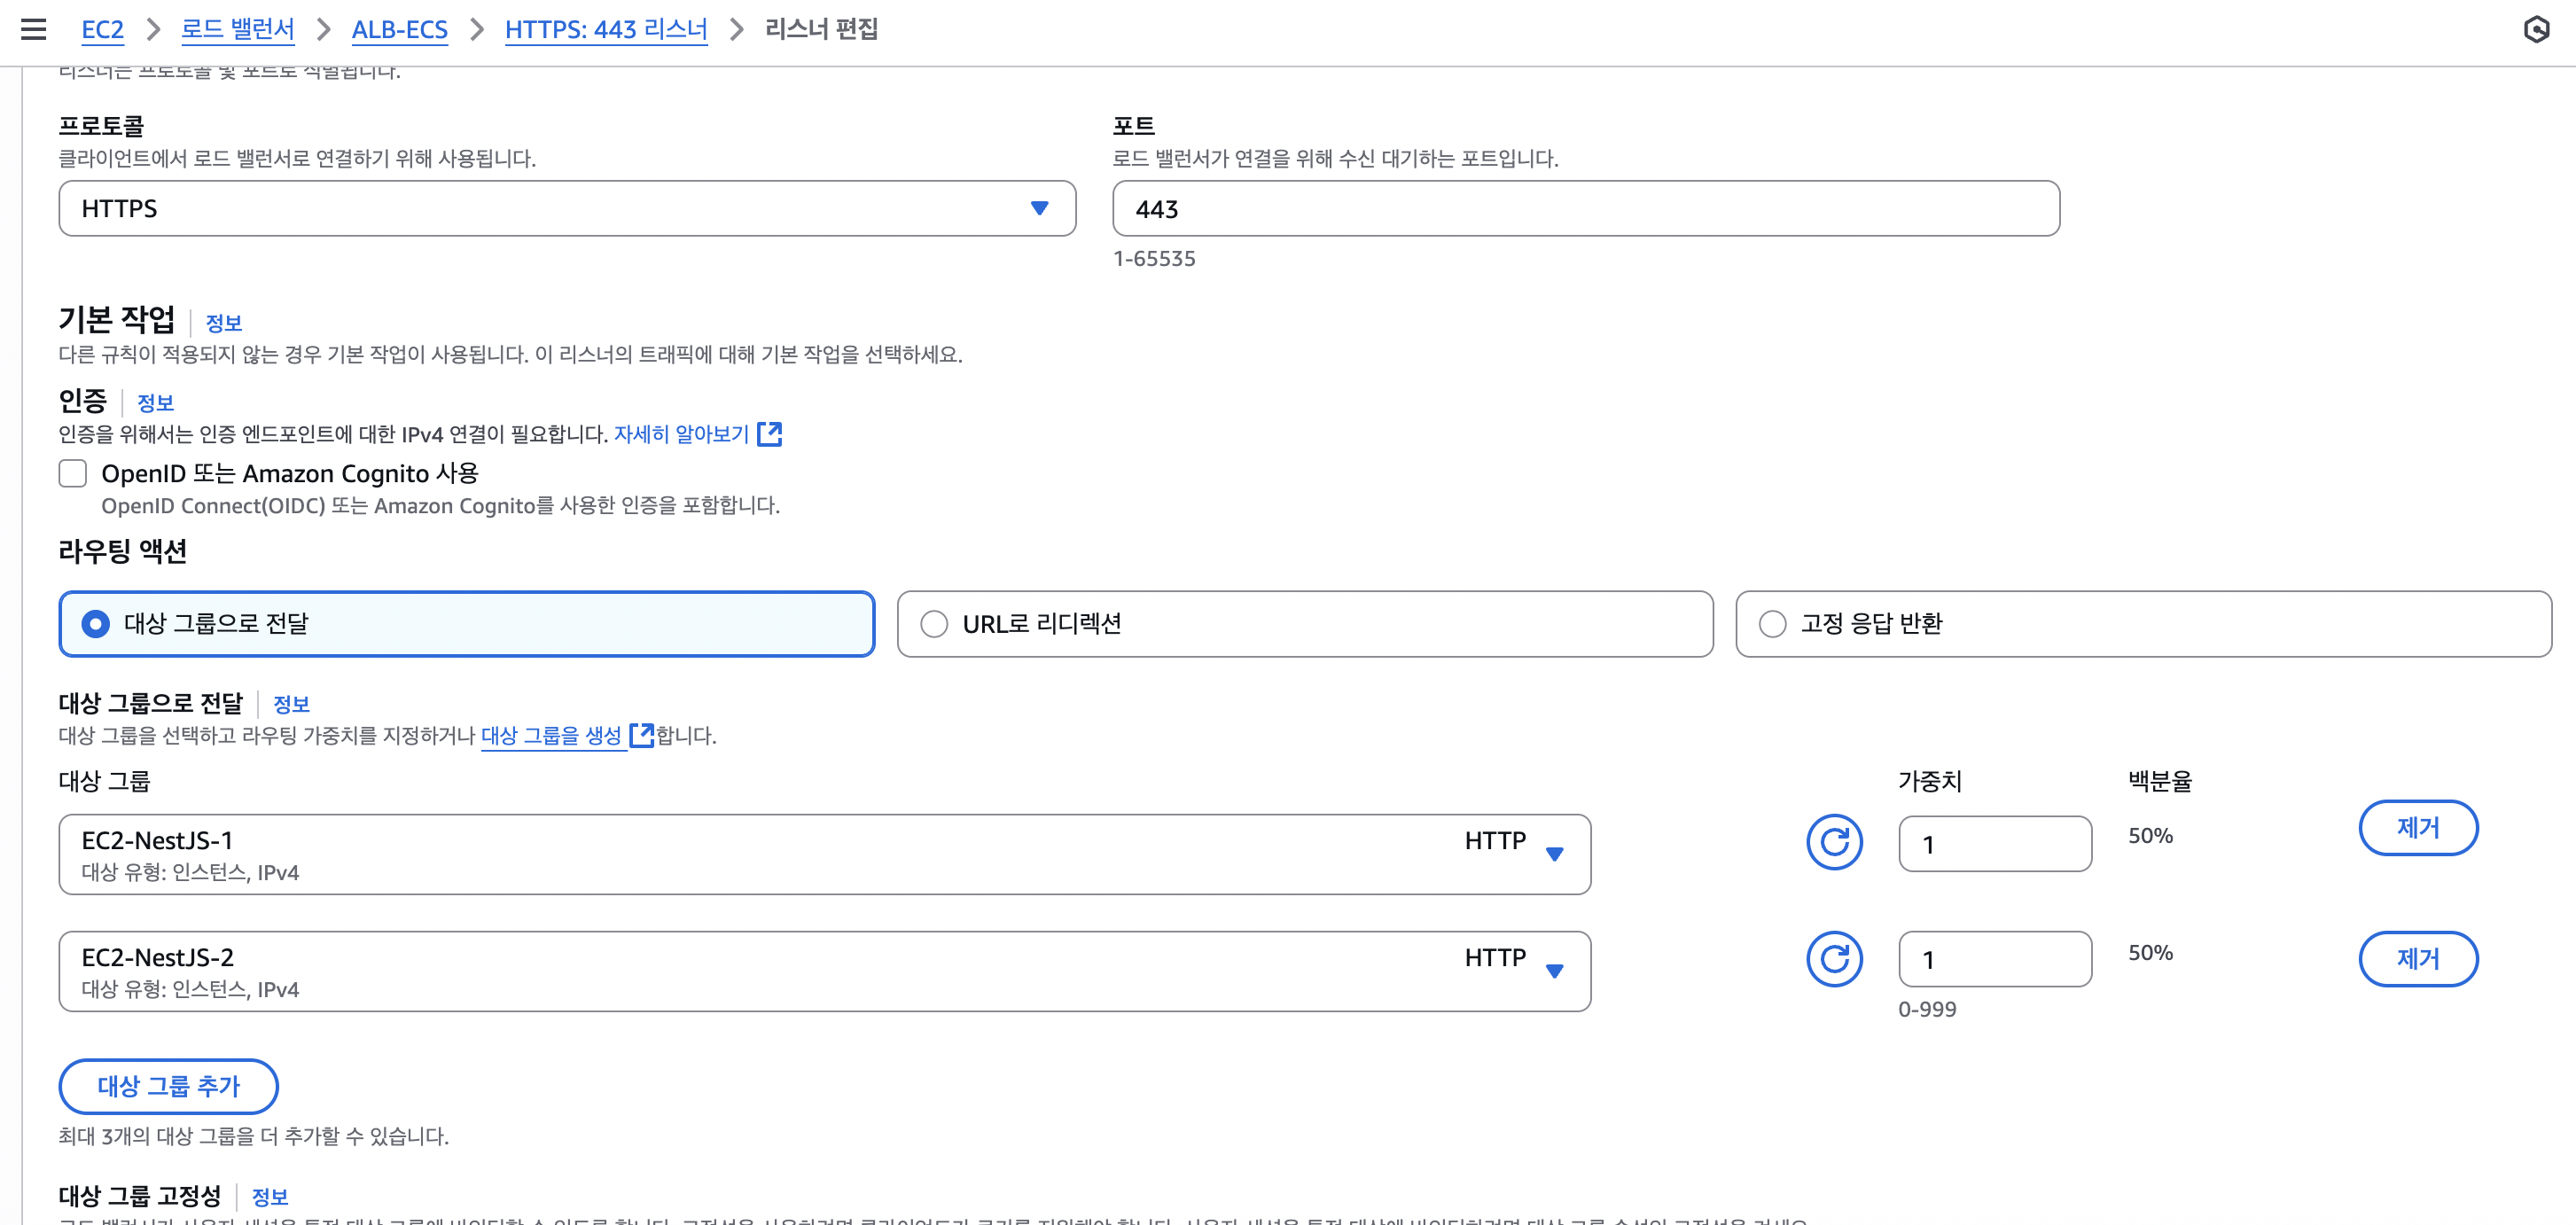 EC2 > 로드 밸런서 > ALB-ECS > HTTPS: 443 리스너 > 리스너 편집
리스너는 프로토콜 및 포트로 식별됩니다.
프로토콜
클라이언트에서 로드 밸런서로 연결하기 위해 사용됩니다.
HTTPS
포트
로드 밸런서가 연결을 위해 수신 대기하는 포트입니다.
443
1-65535
기본 작업 | 정보
다른 규칙이 적용되지 않는 경우 기본 작업이 사용됩니다. 이 리스너의 트래픽에 대해 기본 작업을 선택하세요.
인증 | 정보
인증을 위해서는 인증 엔드포인트에 대한 IPv4 연결이 필요합니다. 자세히 알아보기
OpenID 또는 Amazon Cognito 사용
OpenID Connect(OIDC) 또는 Amazon Cognito를 사용한 인증을 포함합니다.
라우팅 액션
대상 그룹으로 전달
URL로 리디렉션
고정 응답 반환
대상 그룹으로 전달 | 정보
대상 그룹을 선택하고 라우팅 가중치를 지정하거나 대상 그룹을 생성 합니다.
대상 그룹 가중치 백분율
EC2-NestJS-1 HTTP
대상 유형: 인스턴스, IPv4
1
50%
제거
EC2-NestJS-2 HTTP
대상 유형: 인스턴스, IPv4
1
50%
제거
0-999
대상 그룹 추가
최대 3개의 대상 그룹을 더 추가할 수 있습니다.
대상 그룹 고정성 | 정보